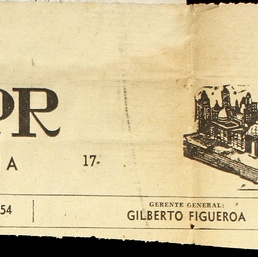 PR
A 17-
54 GERENTE GENERAL:
GILBERTO FIGUEROA